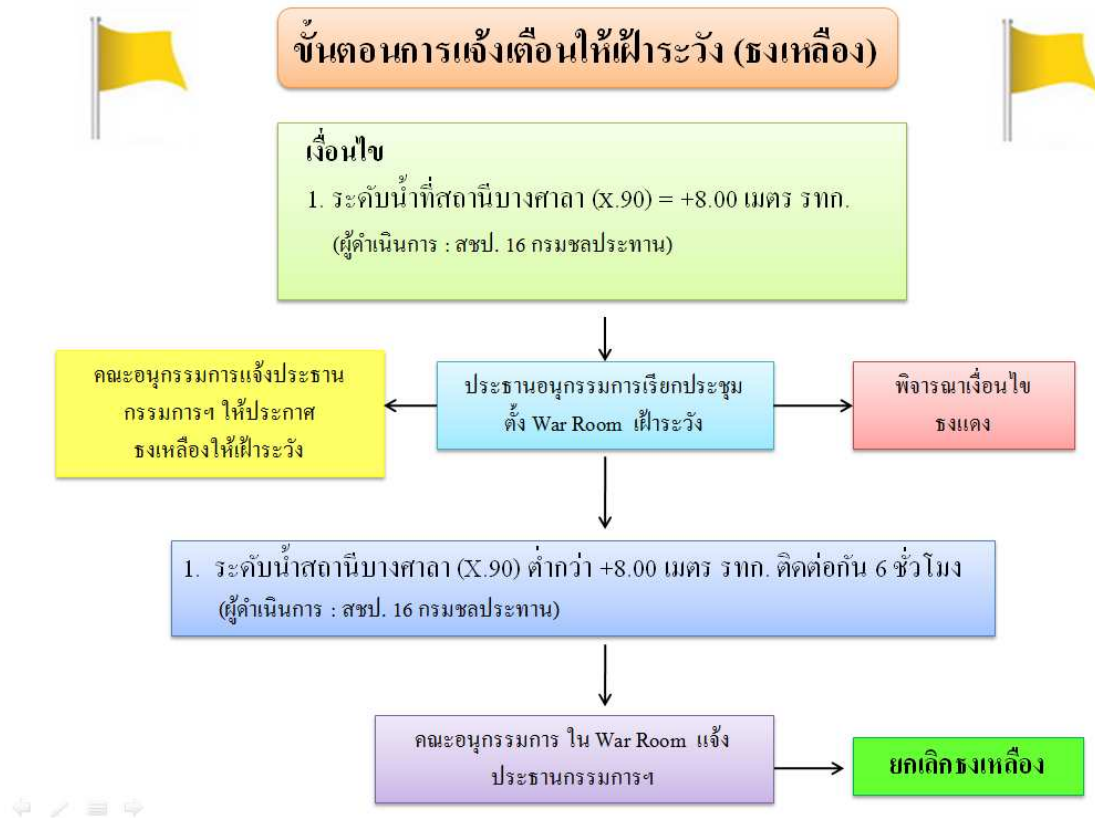 ขั้นตอนการแจ้งเตือนให้เฝ้าระวัง (ธงเหลือง)
เงื่อนไข
1. ระดับน้ำที่สถานีบางศาลา (X.90) = +8.00 เมตร รทก.
(ผู้ดำเนินการ : สชป. 16 กรมชลประทาน)
คณะอนุกรรมการแจ้งประธาน
กรรมการฯ ให้ประกาศ
ธงเหลืองให้เฝ้าระวัง
ประธานอนุกรรมการเรียกประชุม
ตั้ง War Room เฝ้าระวัง
พิจารณาเงื่อนไข
ธงแดง
1. ระดับน้ำสถานีบางศาลา (X.90) ต่ำกว่า +8.00 เมตร รทก. ติดต่อกัน 6 ชั่วโมง
(ผู้ดำเนินการ : สชป. 16 กรมชลประทาน)
คณะอนุกรรมการ ใน War Room แจ้ง
ประธานกรรมการฯ
ยกเลิกธงเหลือง